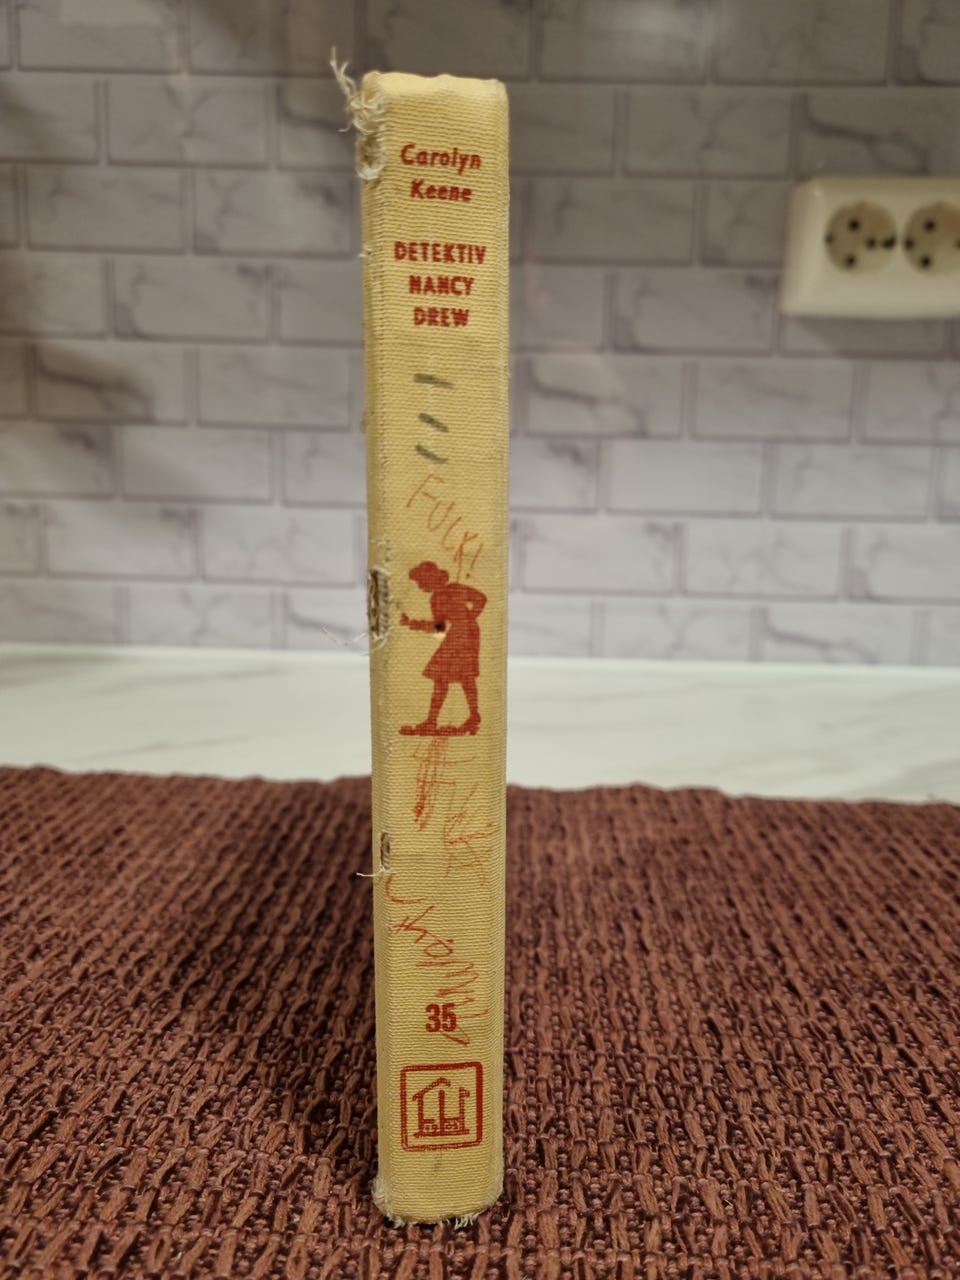 Carolyn
Keene
DETEKTIV
NANCY
DREW
FUCK!
35